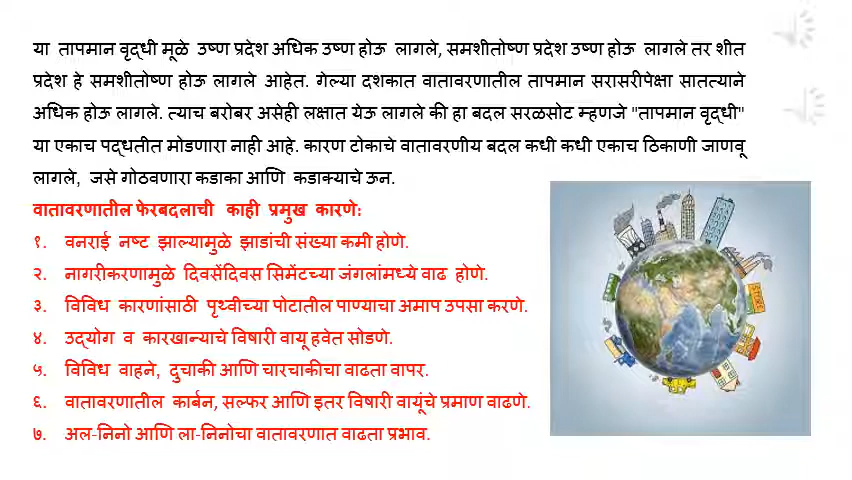 या तापमान वृद्धी मूळे उष्ण प्रदेश अधिक उष्ण होऊ लागले, समशीतोष्ण प्रदेश उष्ण होऊ लागले तर शीत
प्रदेश हे समशीतोष्ण होऊ लागले आहेत. गेल्या दशकात वातावरणातील तापमान सरासरीपेक्षा सातत्याने
अधिक होऊ लागले. त्याच बरोबर असेही लक्षात येऊ लागले की हा बदल सरळसोट म्हणजे "तापमान वृद्धी"
या एकाच पद्धतीत मोडणारा नाही आहे. कारण टोकाचे वातावरणीय बदल कधी कधी एकाच ठिकाणी जाणवू
लागले, जसे गोठवणारा कडाका आणि कडाक्याचे ऊन.
वातावरणातील फेरबदलाची काही प्रमुख कारणे:
१. वनराई नष्ट झाल्यामुळे झाडांची संख्या कमी होणे.
२. नागरीकरणामुळे दिवसेंदिवस सिमेंटच्या जंगलांमध्ये वाढ होणे.
३. विविध कारणांसाठी पृथ्वीच्या पोटातील पाण्याचा अमाप उपसा करणे.
४. उद्योग व कारखान्याचे विषारी वायू हवेत सोडणे.
५. विविध वाहने, दुचाकी आणि चारचाकीचा वाढता वापर.
६. वातावरणातील कार्बन, सल्फर आणि इतर विषारी वायूंचे प्रमाण वाढणे.
७. अल-निनो आणि ला-निनोचा वातावरणात वाढता प्रभाव.